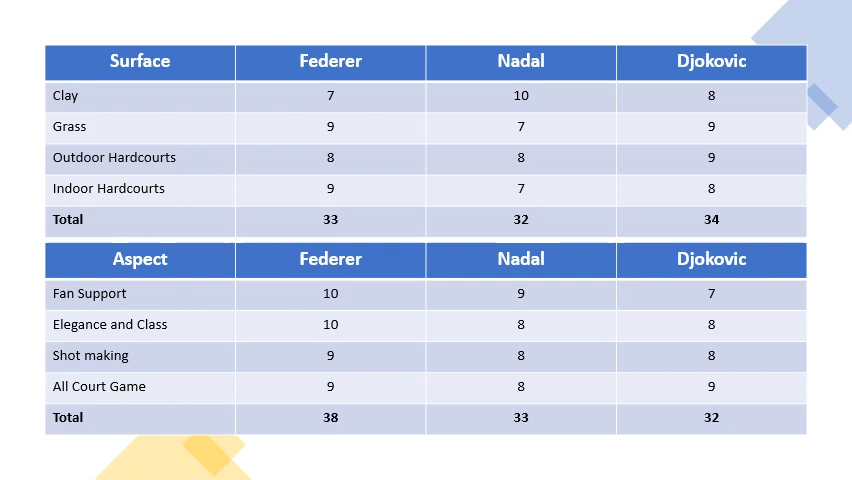 Surface Federer Nadal Djokovic
Clay 7 10 8
Grass 9 7 9
Outdoor Hardcourts 8 8 9
Indoor Hardcourts 9 7 8
Total 33 32 34
Aspect Federer Nadal Djokovic
Fan Support 10 9 7
Elegance and Class 10 8 8
Shot making 9 8 8
All Court Game 9 8 9
Total 38 33 32